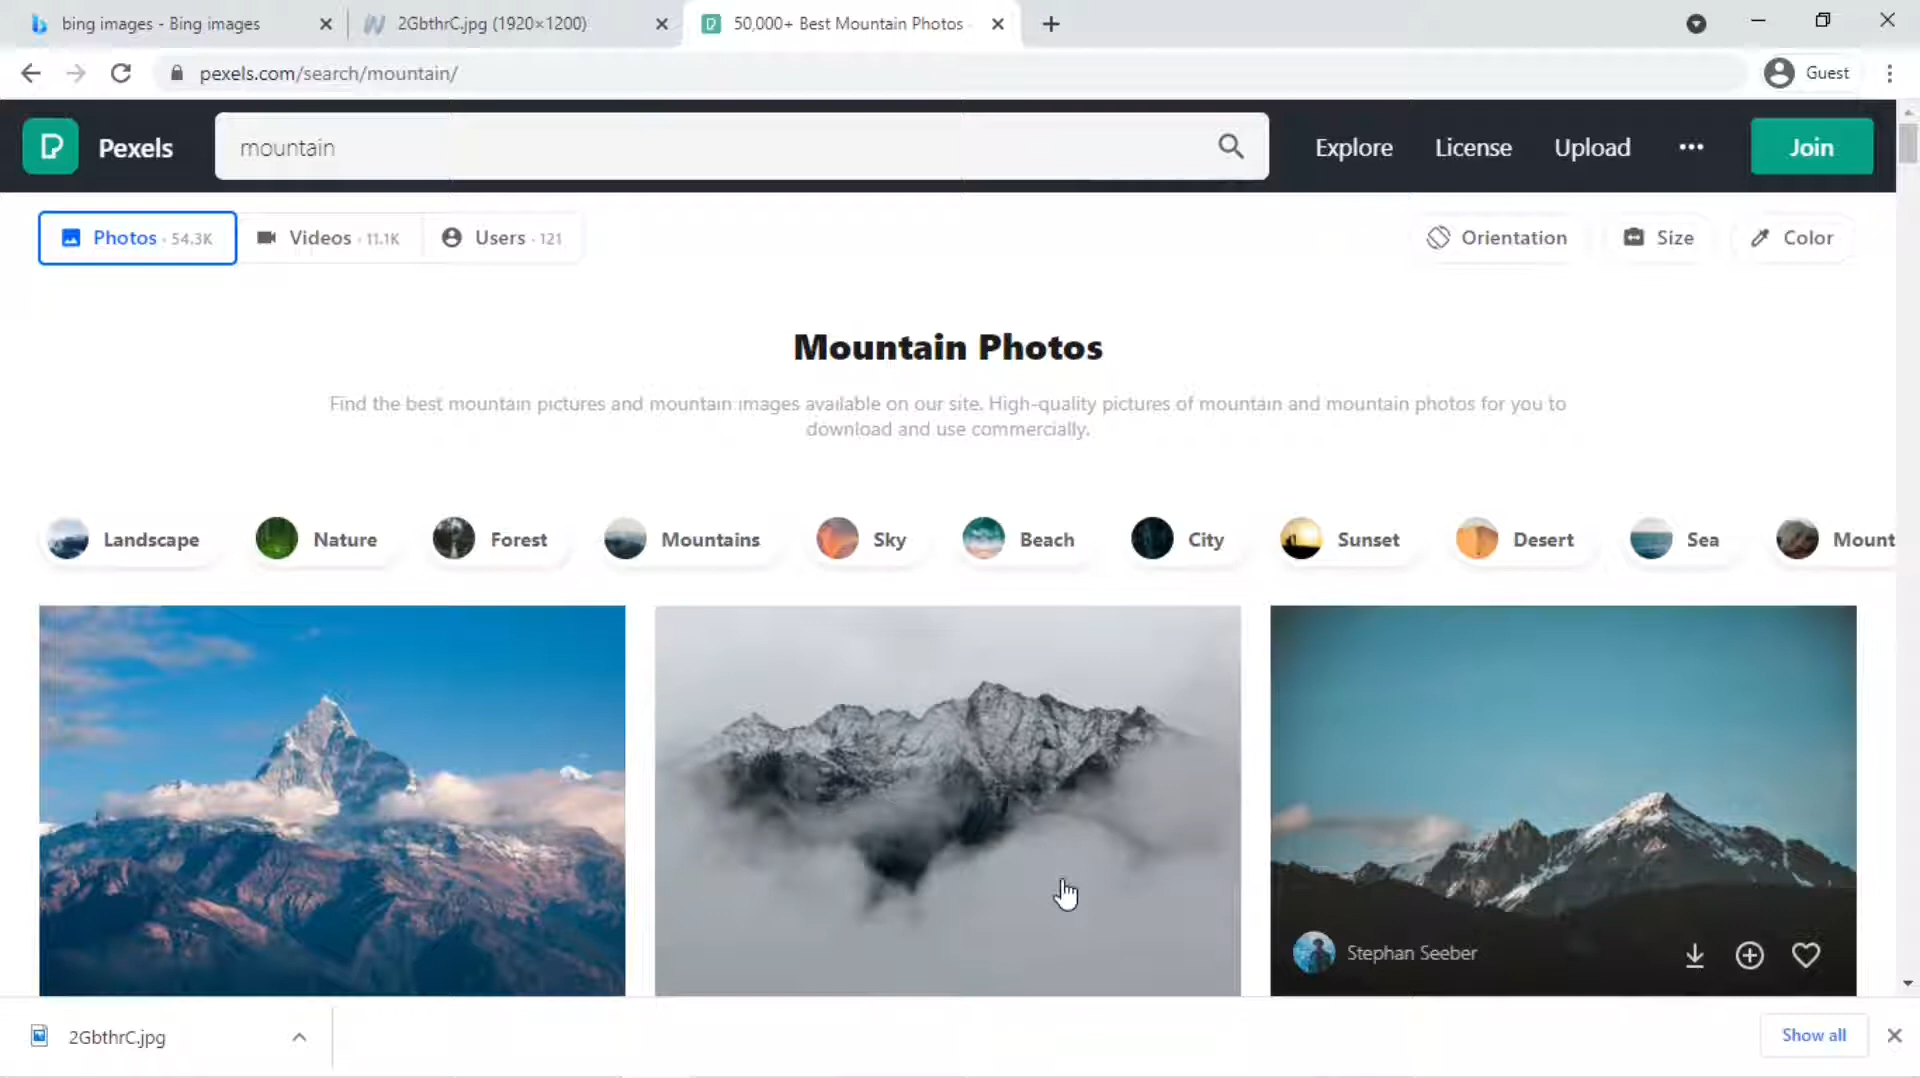 bing images - Bing images
2GbthrC.jpg (1920×1200)
50,000+ Best Mountain Photos
pexels.com/search/mountain/
Guest
Pexels
mountain
Explore
License
Upload
Join
Photos · 54.3K
Videos · 11.1K
Users · 121
Orientation
Size
Color
Mountain Photos
Find the best mountain pictures and mountain images available on our site. High-quality pictures of mountain and mountain photos for you to
download and use commercially.
Landscape
Nature
Forest
Mountains
Sky
Beach
City
Sunset
Desert
Sea
Mount
Stephan Seeber
2GbthrC.jpg
Show all